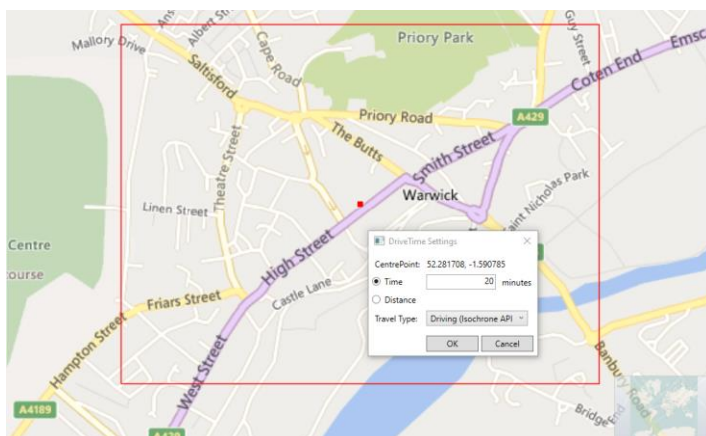 Ans
Albert Street
Guy Street
Mallory Drive
Cape Road
Priory Park
Emsc
Saltisford
Coten End
Priory Road
A429
The Butts
Smith Street
Theatre Street
Warwick
Linen Street
Saint Nicholas Park
Centre
High Street
ourse
Castle Lane
Friars Street
DriveTime Settings
CentrePoint: 52.281708, -1.590785
Time 20 minutes
Distance
Travel Type: Driving (Isochrone API
OK Cancel
Hampton Street
West Street
Banbury Road
A4189
Bridge End
A429